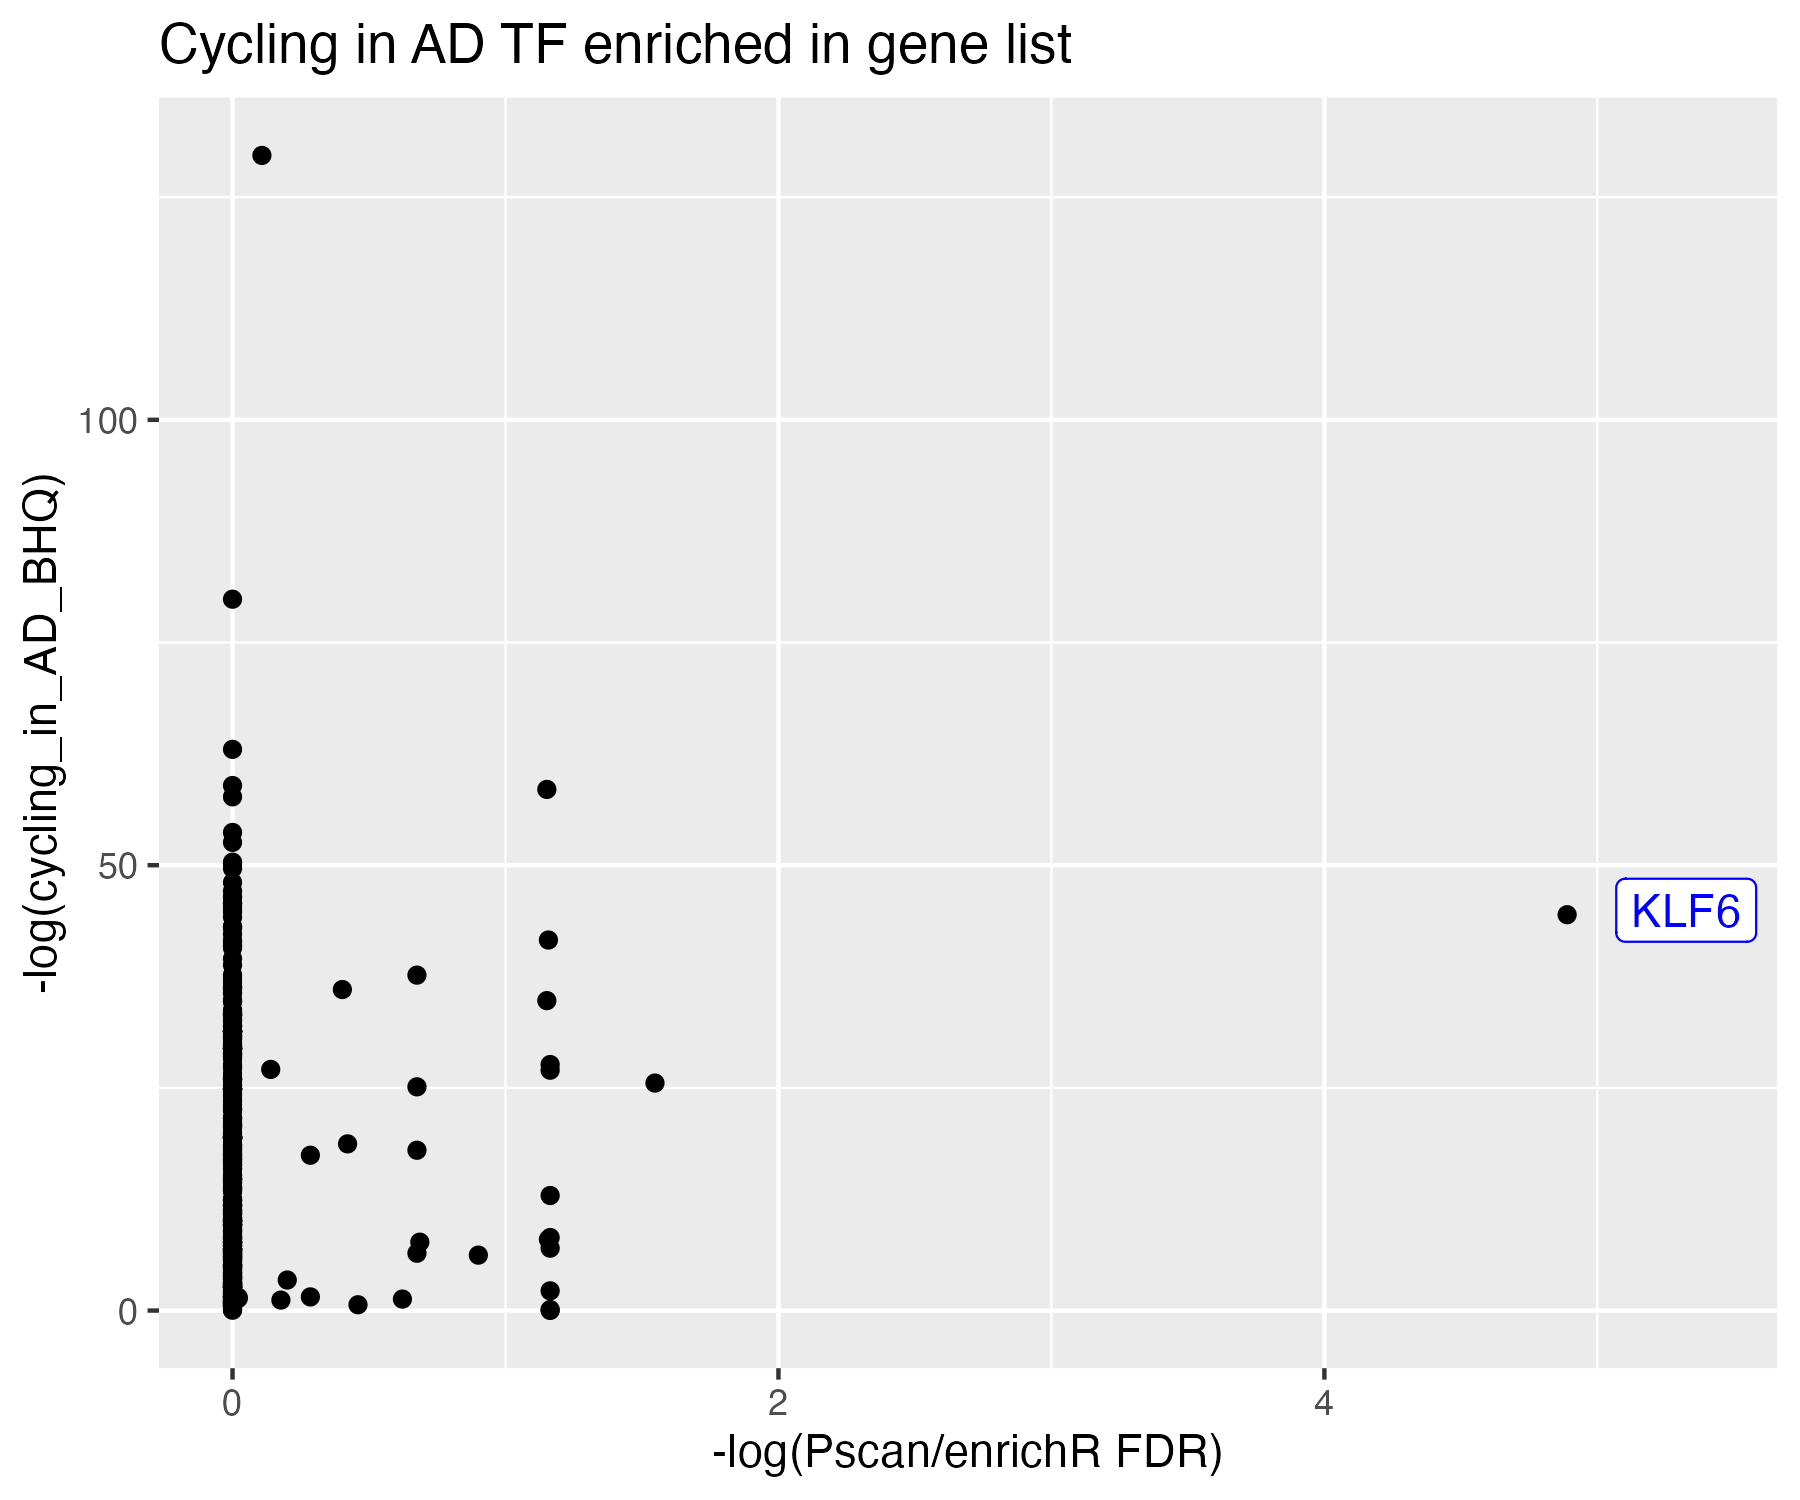 Cycling in AD TF enriched in gene list
-log(cycling_in_AD_BHQ)
100
50
0
KLF6
0
2
4
-log(Pscan/enrichR FDR)